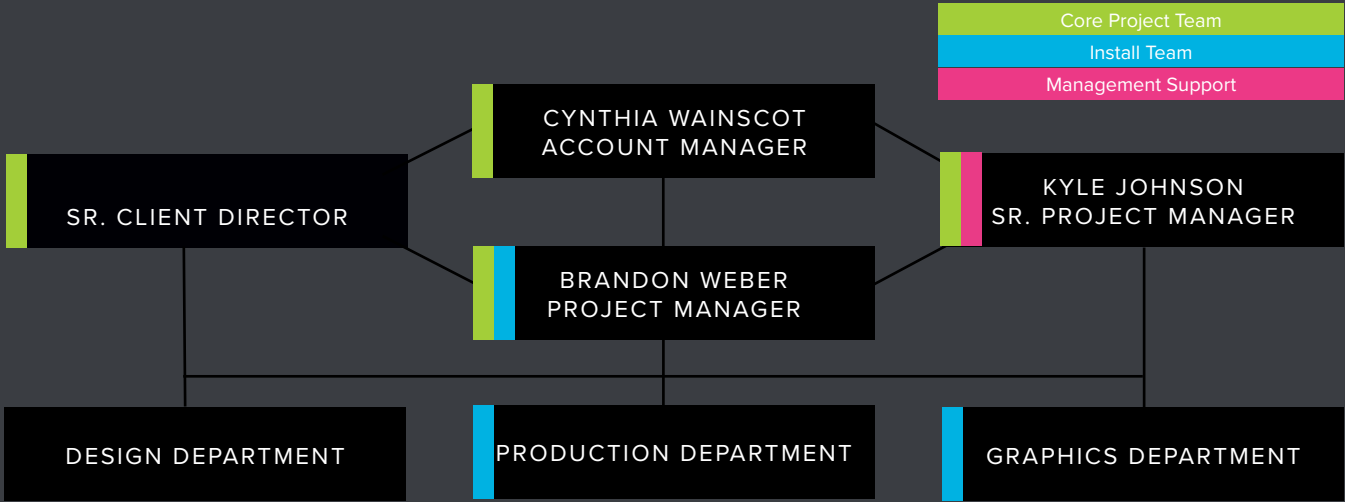 Core Project Team
Install Team
Management Support
CYNTHIA WAINSCOT
ACCOUNT MANAGER
SR. CLIENT DIRECTOR
KYLE JOHNSON
SR. PROJECT MANAGER
BRANDON WEBER
PROJECT MANAGER
DESIGN DEPARTMENT
PRODUCTION DEPARTMENT
GRAPHICS DEPARTMENT